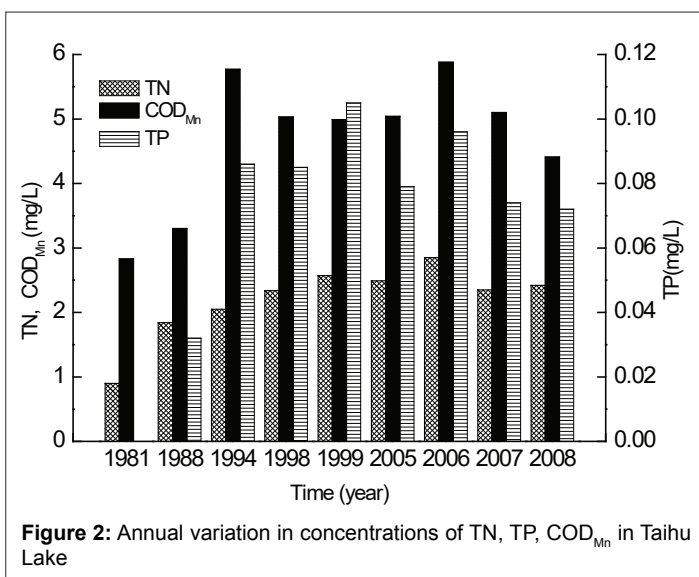 6
5
4
3
2
1
0
TN, COD_Mn (mg/L)
TN
COD_Mn
TP
0.12
0.10
0.08
0.06
0.04
0.02
0.00
TP(mg/L)
1981 1988 1994 1998 1999 2005 2006 2007 2008
Time (year)
Figure 2: Annual variation in concentrations of TN, TP, COD_Mn in Taihu
Lake